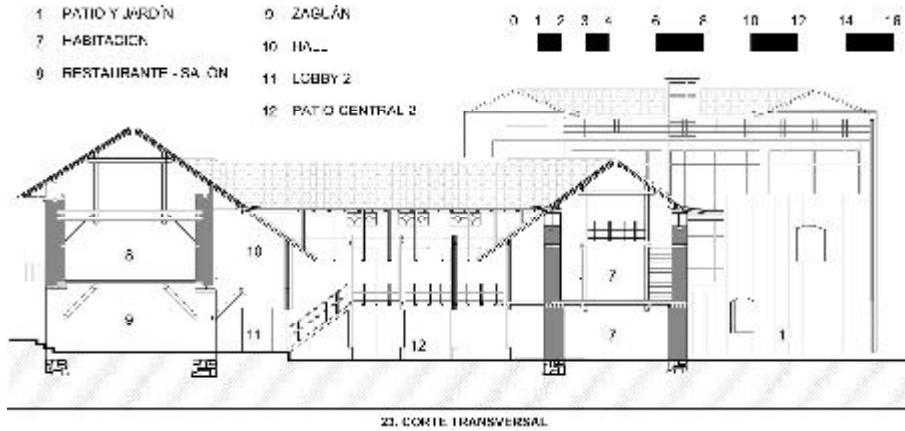 1 PATIO Y JARDÍN
7 HABITACION
8 RESTAURANTE - SALÓN
9 ZAGUÁN
10 HALL
11 LOBBY 2
12 PATIO CENTRAL 2
0 1 2 3 4 6 8 10 12 14 16
8
10
7
9
11
12
7
1
23. CORTE TRANSVERSAL